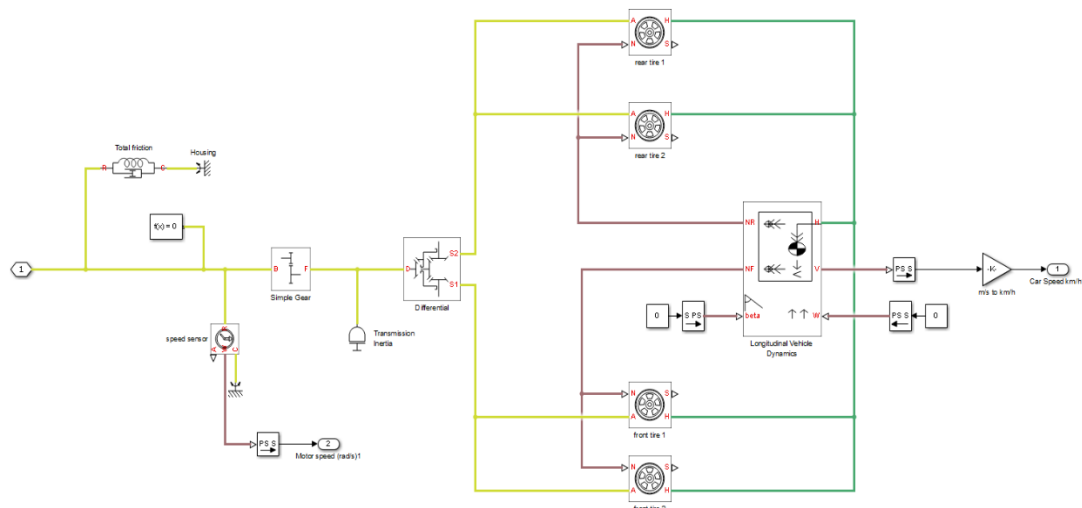 A
H
N
S
rear tire 1
A
H
N
S
rear tire 2
Total friction
R
C
Housing
f(x) = 0
1
B
F
Simple Gear
D
S2
S1
Differential
Transmission
Inertia
speed sensor
A
C
PS S
2
Motor speed (rad/s)1
NR
H
NF
V
beta
W
Longitudinal Vehicle
Dynamics
0
S PS
PS S
-K-
m/s to km/h
1
Car Speed km/h
PS S
0
N
S
A
H
front tire 1
N
S
A
H